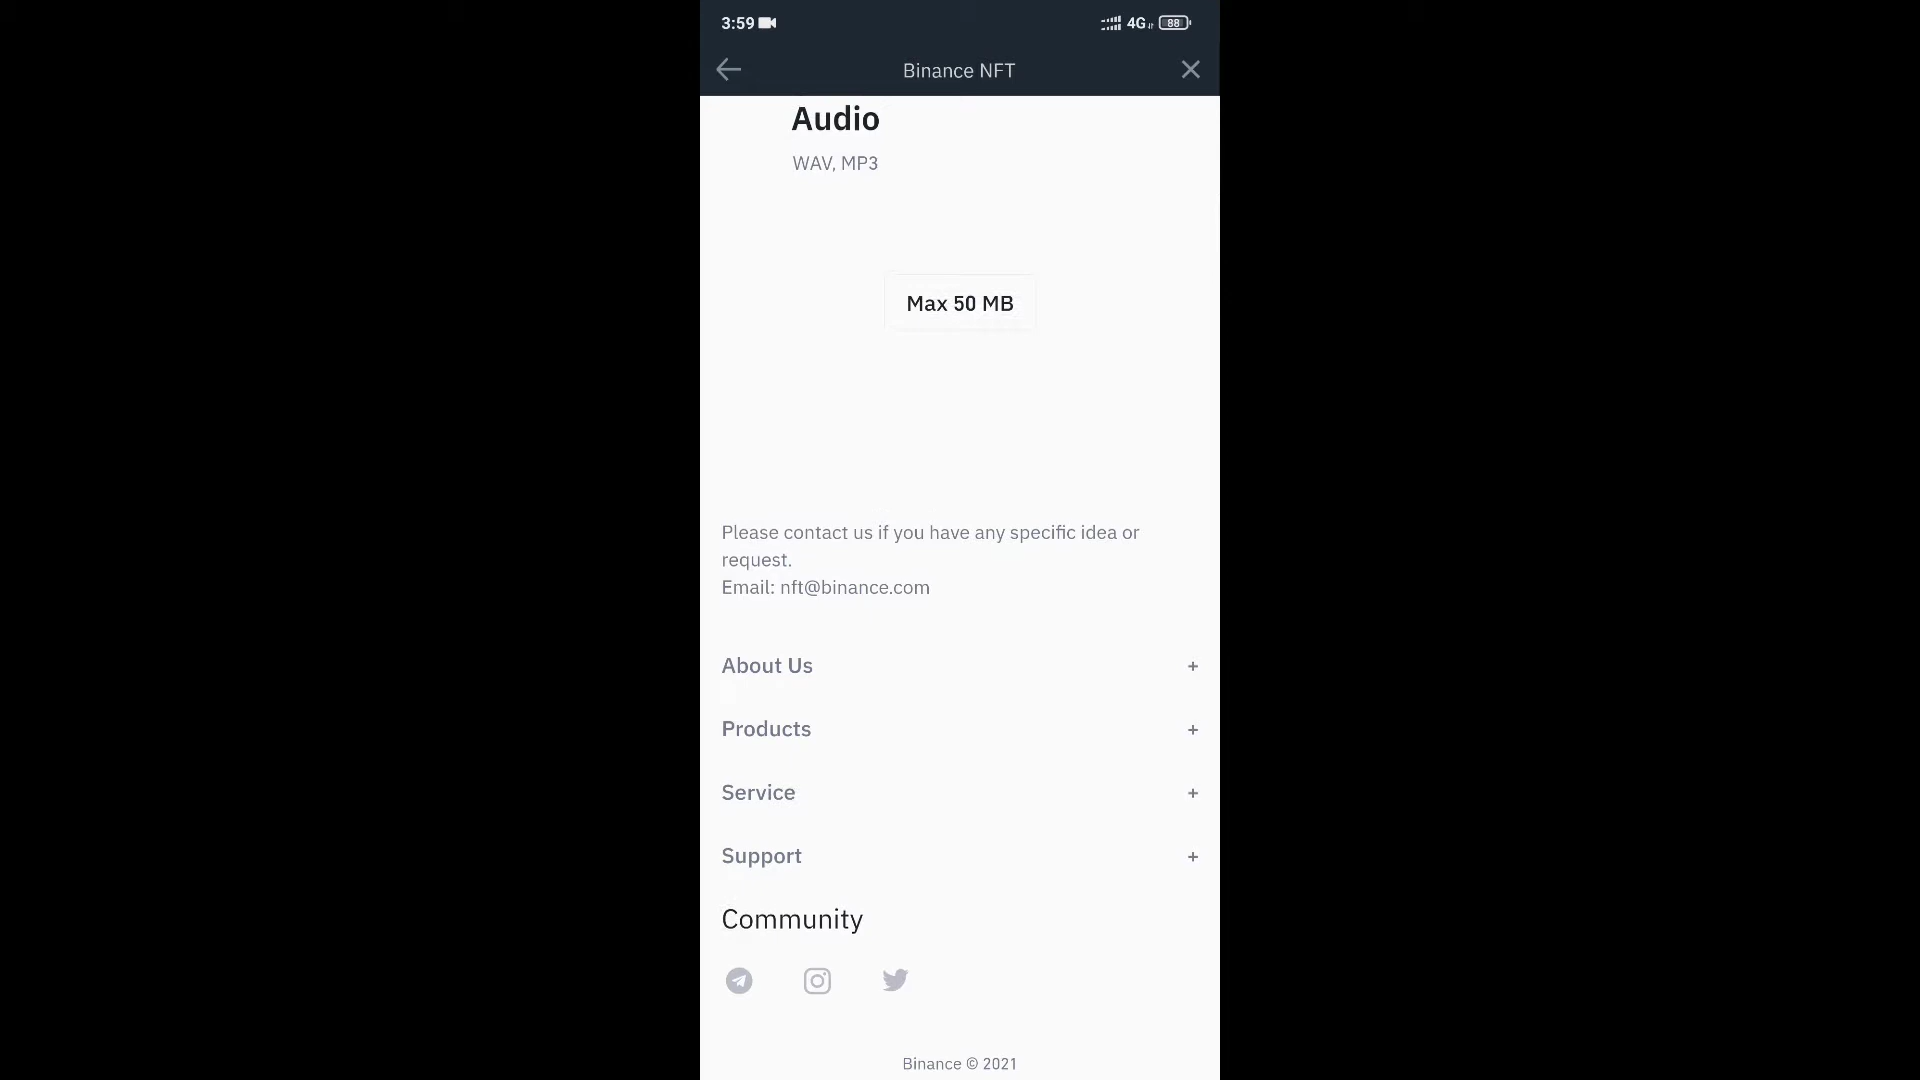 3:59 4G 88
Binance NFT
Audio
WAV, MP3
Max 50 MB
Please contact us if you have any specific idea or
request.
Email: nft@binance.com
About Us +
Products +
Service +
Support +
Community
Binance © 2021